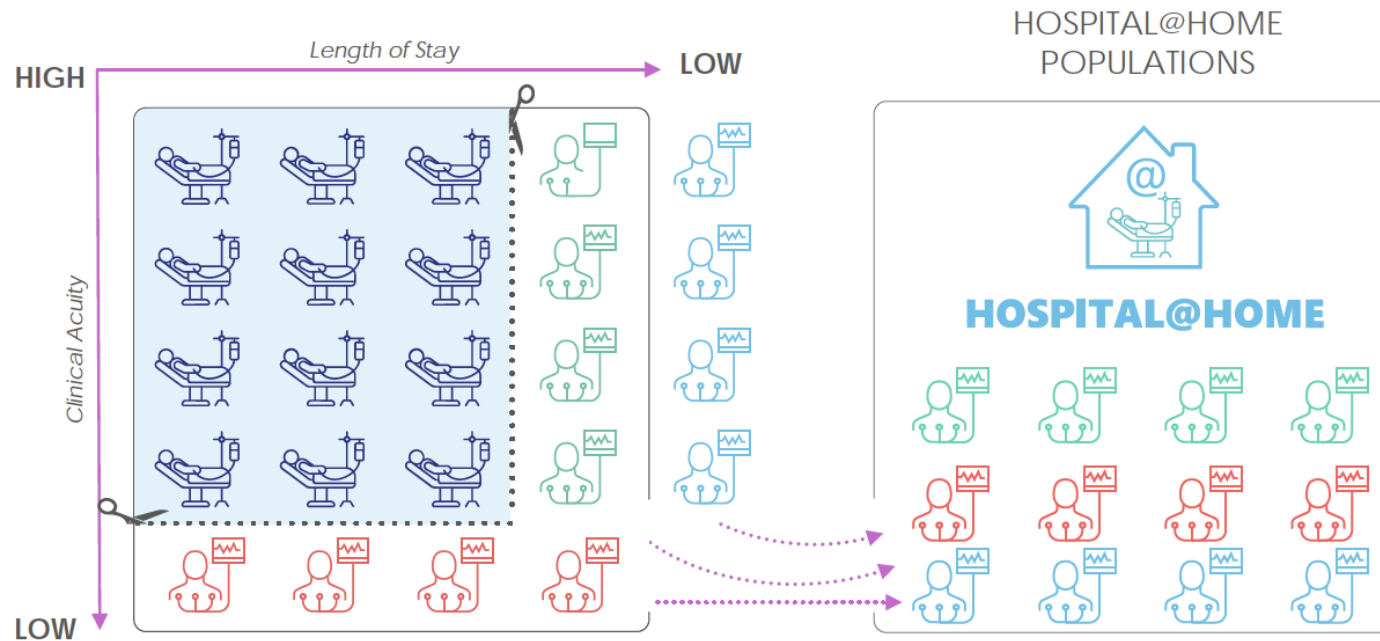 HOSPITAL@HOME
POPULATIONS
Length of Stay
HIGH
LOW
Clinical Acuity
LOW
@
HOSPITAL@HOME